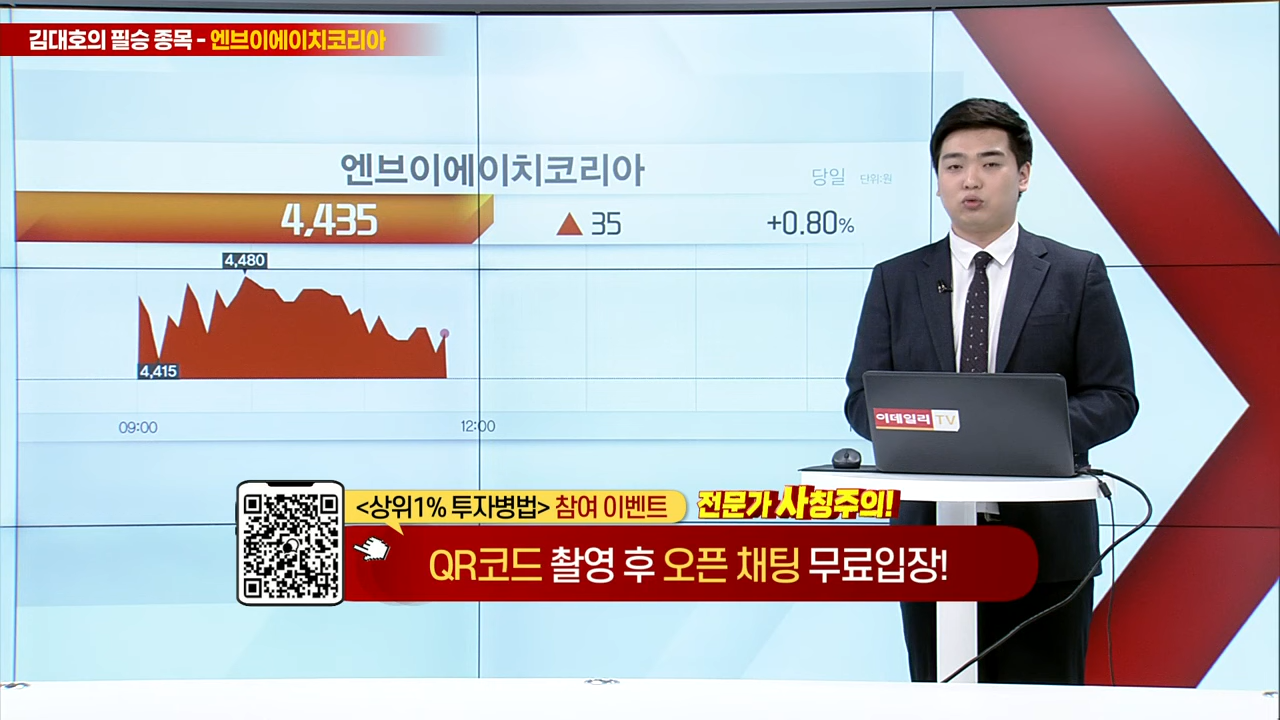 김대호의 필승 종목 - 엔브이에이치코리아
엔브이에이치코리아
당일 단위:원
4,435 ▲ 35 +0.80%
4,480
4,415
09:00 12:00
이데일리 TV
<상위1% 투자병법> 참여 이벤트 전문가 사칭주의!
QR코드 촬영 후 오픈 채팅 무료입장!